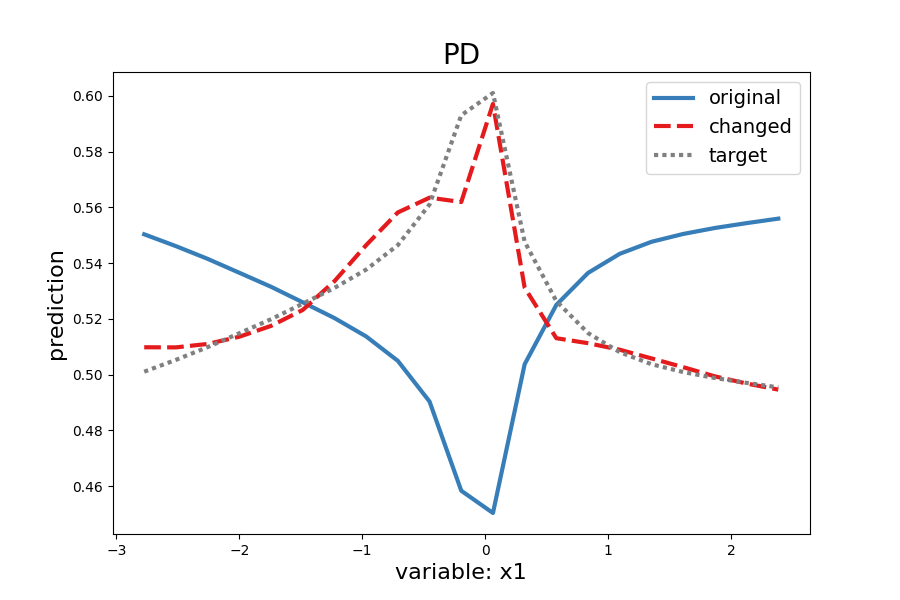 PD
original
changed
target
0.60
0.58
0.56
0.54
0.52
0.50
0.48
0.46
prediction
−3
−2
−1
0
1
2
variable: x1